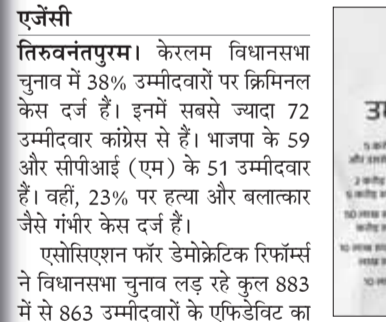 एजेंसी
तिरुवनंतपुरम। केरलम विधानसभा
चुनाव में 38% उम्मीदवारों पर क्रिमिनल
केस दर्ज हैं। इनमें सबसे ज्यादा 72
उम्मीदवार कांग्रेस से हैं। भाजपा के 59
और सीपीआई (एम) के 51 उम्मीदवार
हैं। वहीं, 23% पर हत्या और बलात्कार
जैसे गंभीर केस दर्ज हैं।
एसोसिएशन फॉर डेमोक्रेटिक रिफॉर्म्स
ने विधानसभा चुनाव लड़ रहे कुल 883
में से 863 उम्मीदवारों के एफिडेविट का